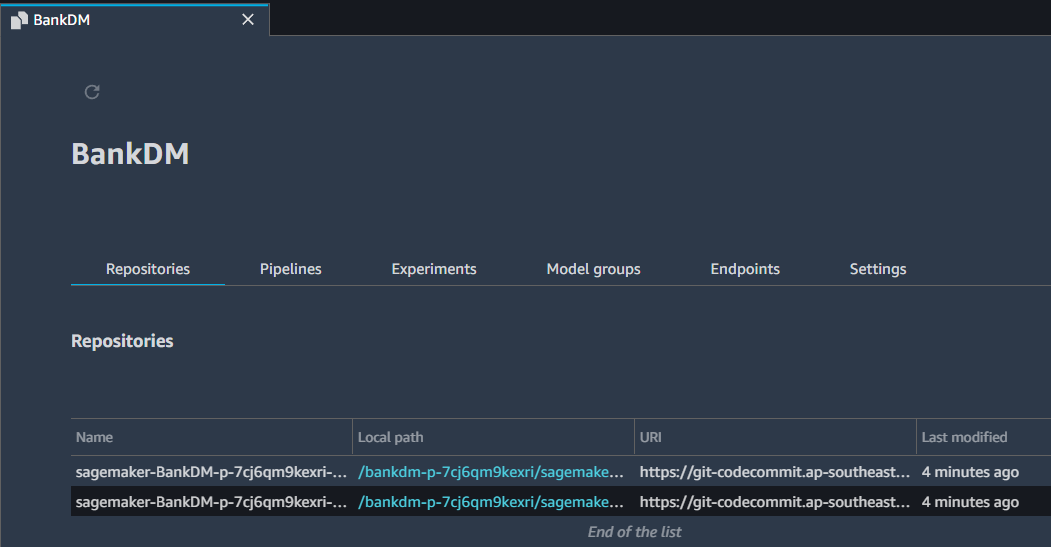 BankDM
BankDM
Repositories Pipelines Experiments Model groups Endpoints Settings
Repositories
Name Local path URI Last modified
sagemaker-BankDM-p-7cj6qm9kexri-... /bankdm-p-7cj6qm9kexri/sagemake... https://git-codecommit.ap-southeast... 4 minutes ago
sagemaker-BankDM-p-7cj6qm9kexri-... /bankdm-p-7cj6qm9kexri/sagemake... https://git-codecommit.ap-southeast... 4 minutes ago
End of the list